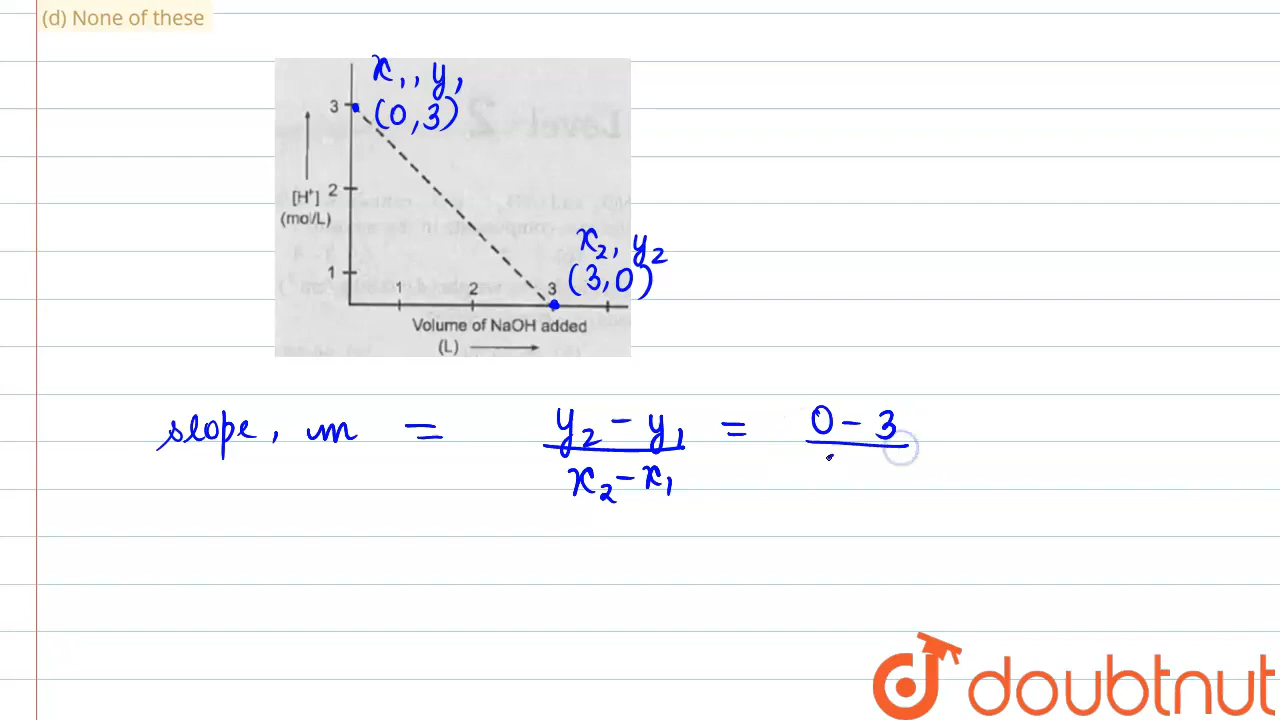 (d) None of these
x₁, y₁
3 (0, 3)
[H⁺] 2
(mol/L)
x₂, y₂
(3, 0)
1
1 2 3
Volume of NaOH added
(L)
slope, m = y₂ - y₁ = 0 - 3
x₂ - x₁
doubtnut